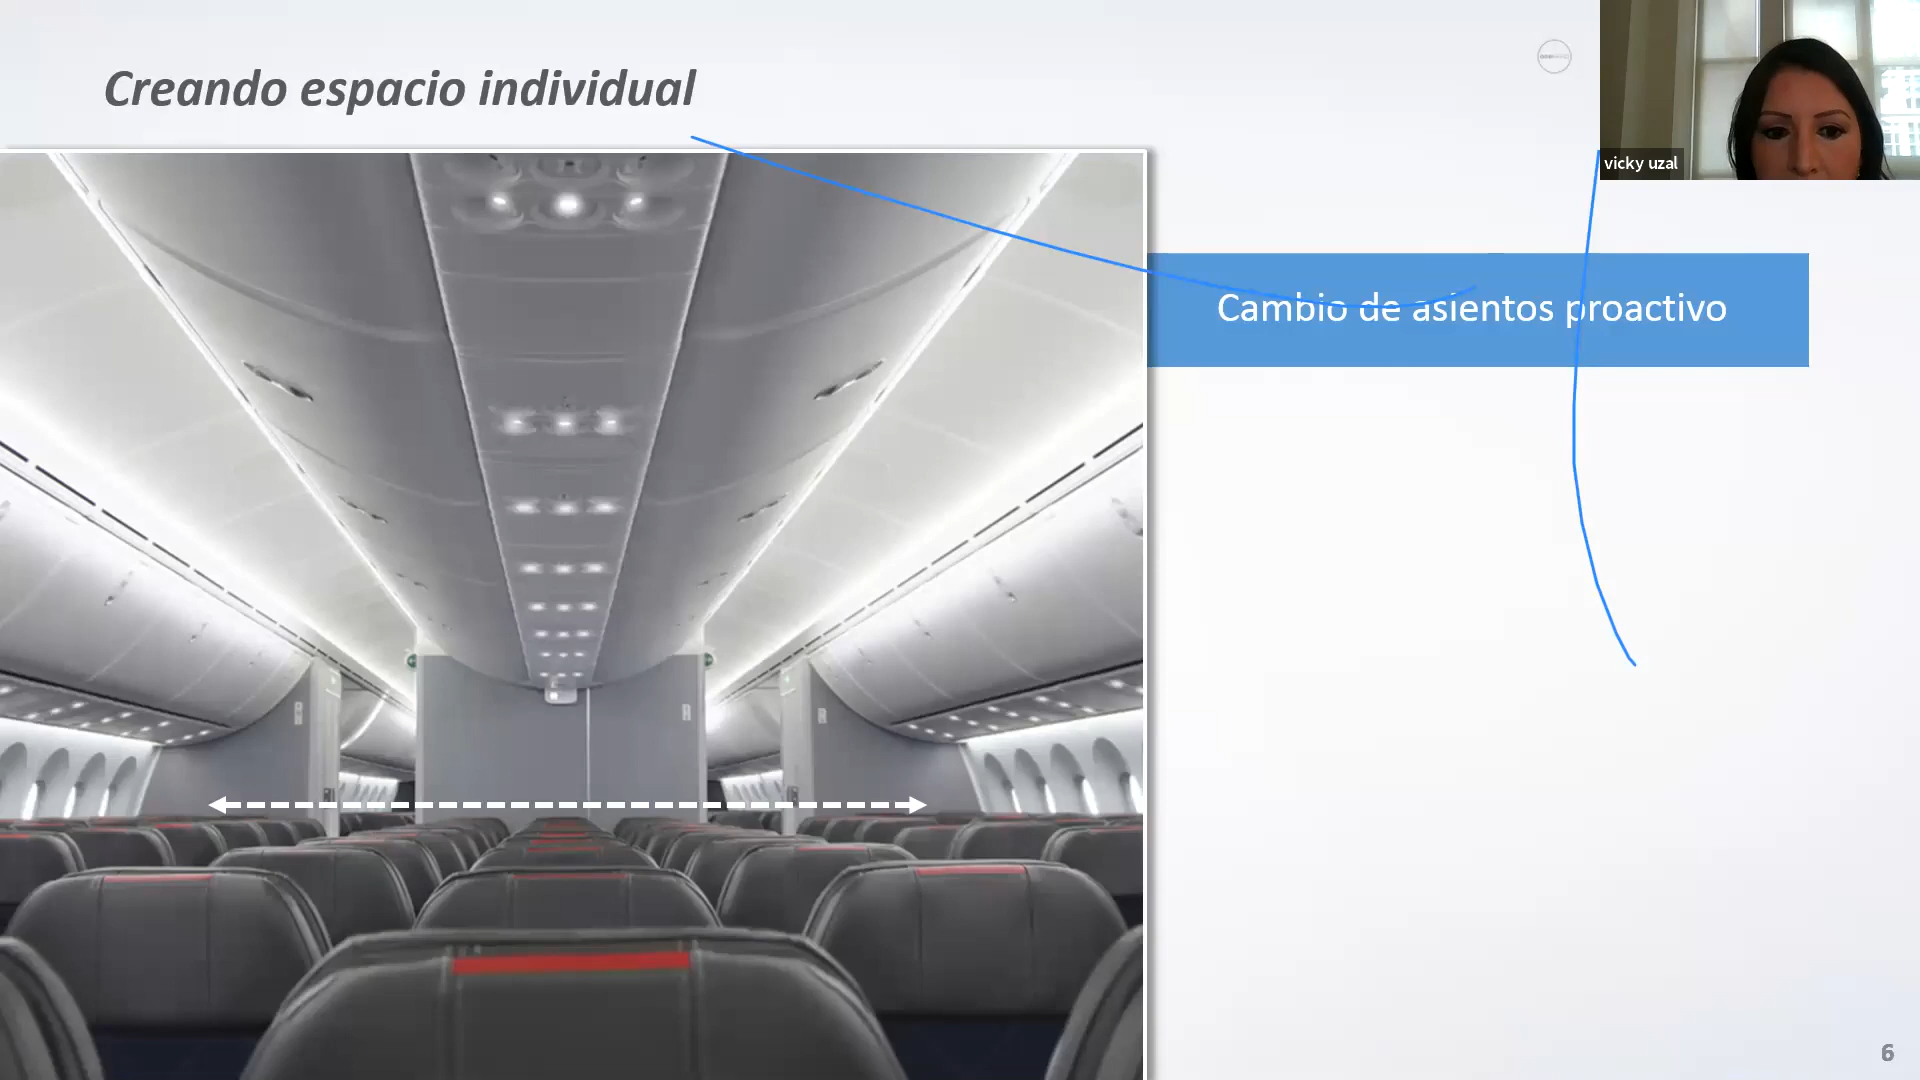 Creando espacio individual
vicky uzal
Cambio de asientos proactivo
6